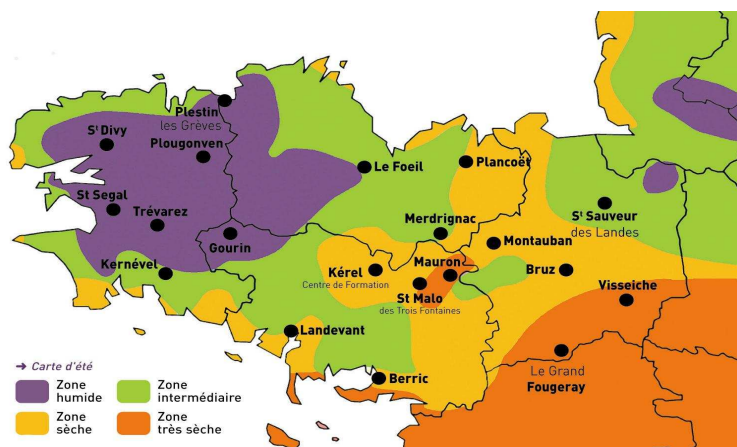 Plestin
les Grèves
St Divy
Plougonven
Le Foeil
Plancoët
St Segal
Trévarez
Merdrignac
St Sauveur
des Landes
Gourin
Montauban
Kernével
Kérel
Centre de Formation
Mauron
Bruz
St Malo
des Trois Fontaines
Visseiche
Landevant
Le Grand
Fougeray
Berric
➔ Carte d'été
Zone
humide
Zone
intermédiaire
Zone
sèche
Zone
très sèche